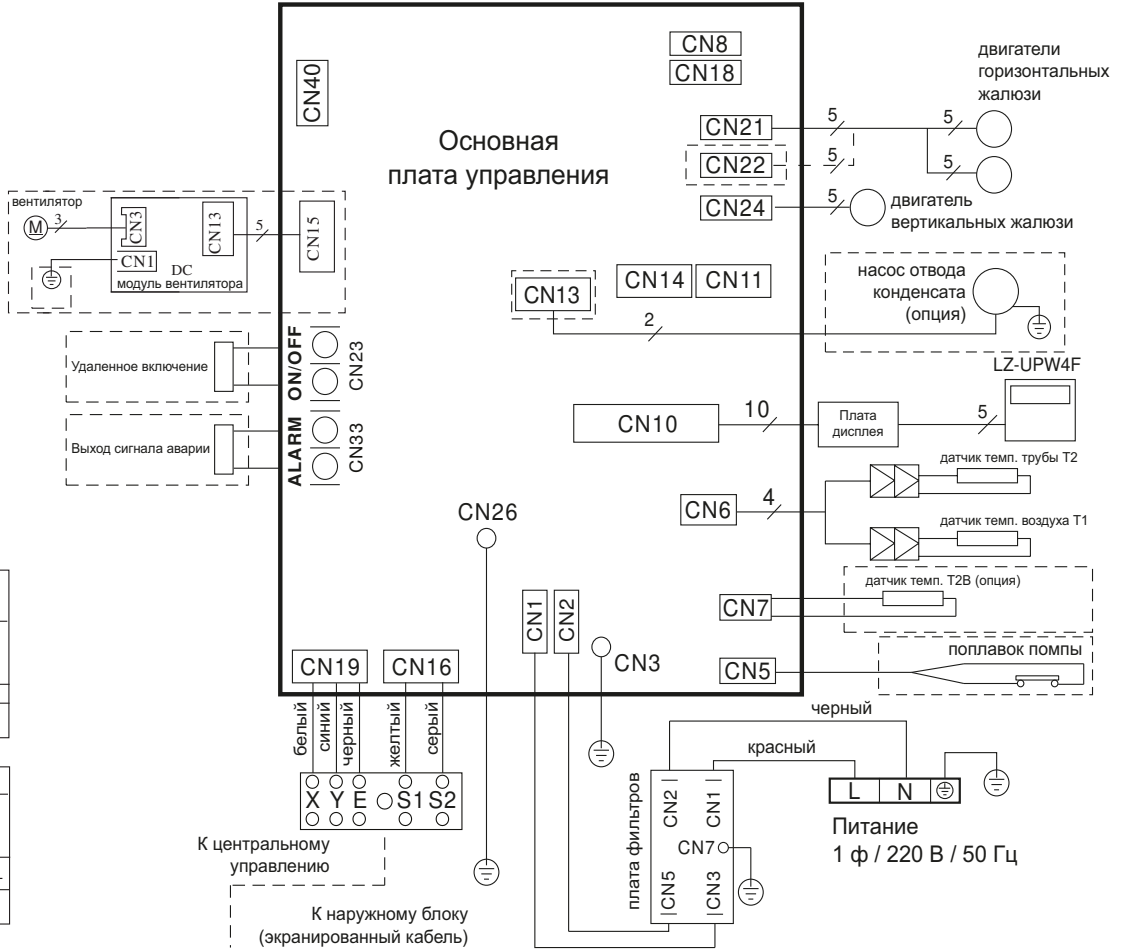 CN40
Основная
плата управления
CN8
CN18
CN21
CN22
CN24
5
5
5
5
5
двигатели
горизонтальных
жалюзи
двигатель
вертикальных жалюзи
вентилятор
M
3
CN3
CN1
CN13
DC
модуль вентилятора
5
CN15
CN14
CN11
CN13
2
насос отвода
конденсата
(опция)
Удаленное включение
ON/OFF
CN23
Выход сигнала аварии
ALARM
CN33
CN10
10
Плата
дисплея
5
LZ-UPW4F
CN6
4
датчик темп. трубы T2
датчик темп. воздуха T1
CN7
датчик темп. T2B (опция)
CN5
поплавок помпы
CN26
CN1
CN2
CN3
CN19
CN16
белый
синий
черный
желтый
серый
X Y E S1 S2
К центральному
управлению
К наружному блоку
(экранированный кабель)
плата фильтров
CN2
CN1
CN7
CN5
CN3
черный
красный
L N
Питание
1 ф / 220 В / 50 Гц